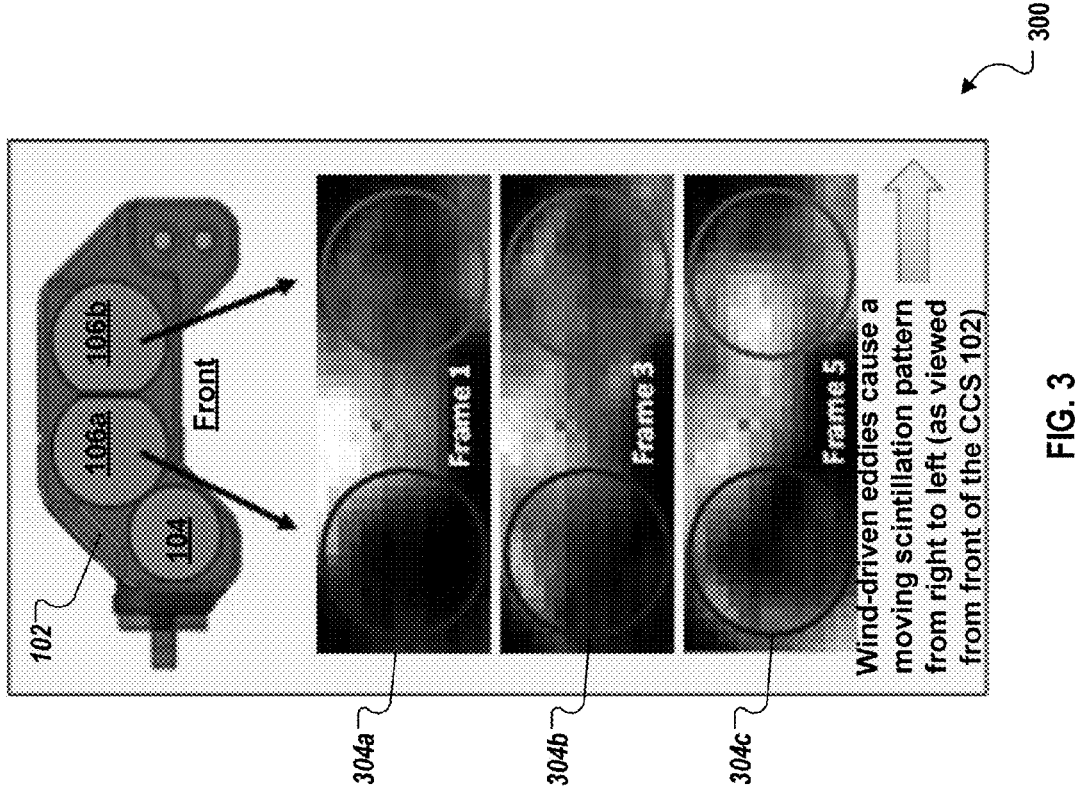 300
102
104
106a
106b
Front
304a
Frame 1
304b
Frame 3
304c
Frame 5
Wind-driven eddies cause a
moving scintillation pattern
from right to left (as viewed
from front of the CCS 102)
FIG. 3